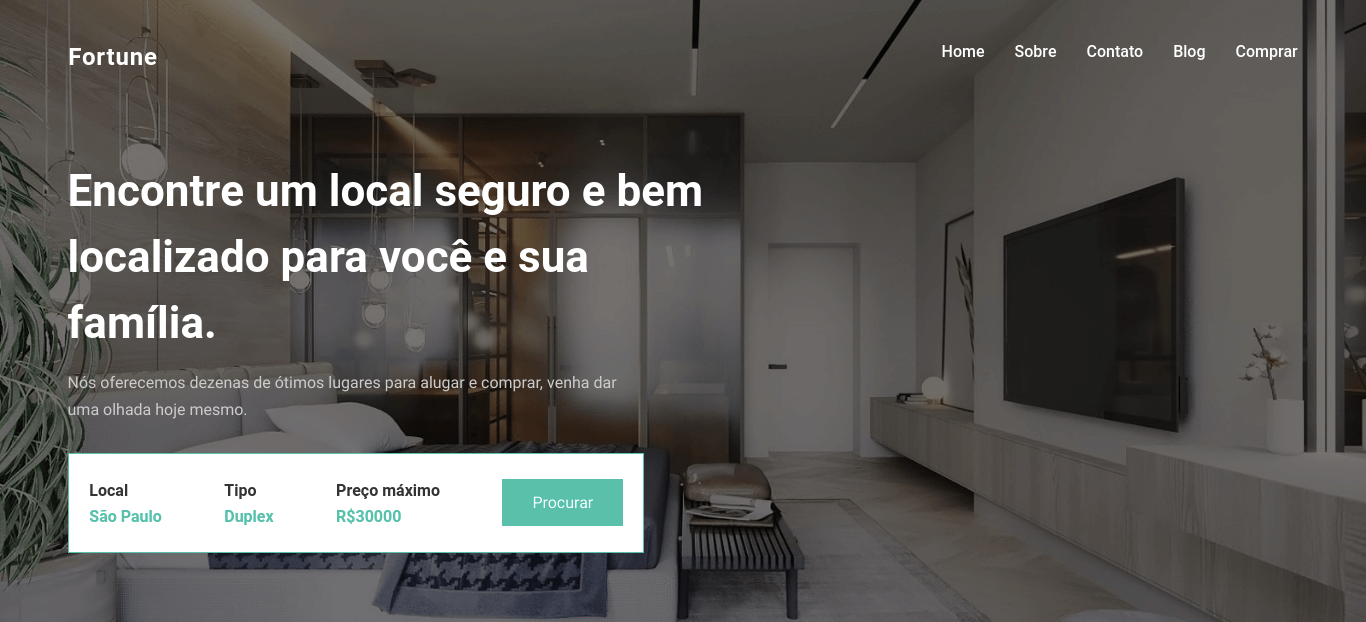 Fortune
Home Sobre Contato Blog Comprar
Encontre um local seguro e bem
localizado para você e sua
família.
Nós oferecemos dezenas de ótimos lugares para alugar e comprar, venha dar
uma olhada hoje mesmo.
Local Tipo Preço máximo
São Paulo Duplex R$30000
Procurar